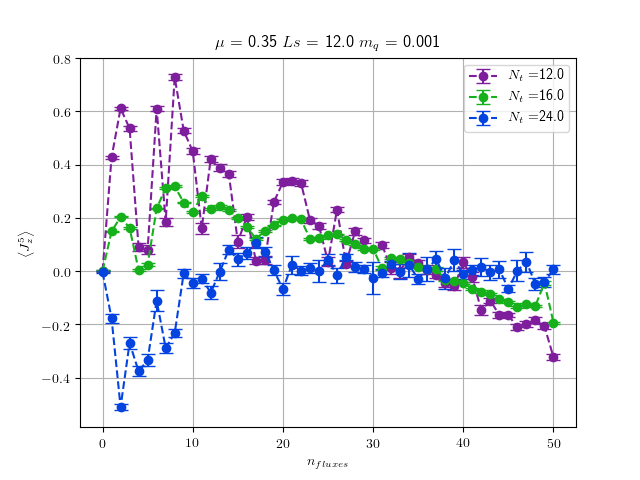 μ = 0.35 Ls = 12.0 m_q = 0.001
⟨J_z^5⟩
0.8
0.6
0.4
0.2
0.0
−0.2
−0.4
N_t =12.0
N_t =16.0
N_t =24.0
0 10 20 30 40 50
n_{fluxes}